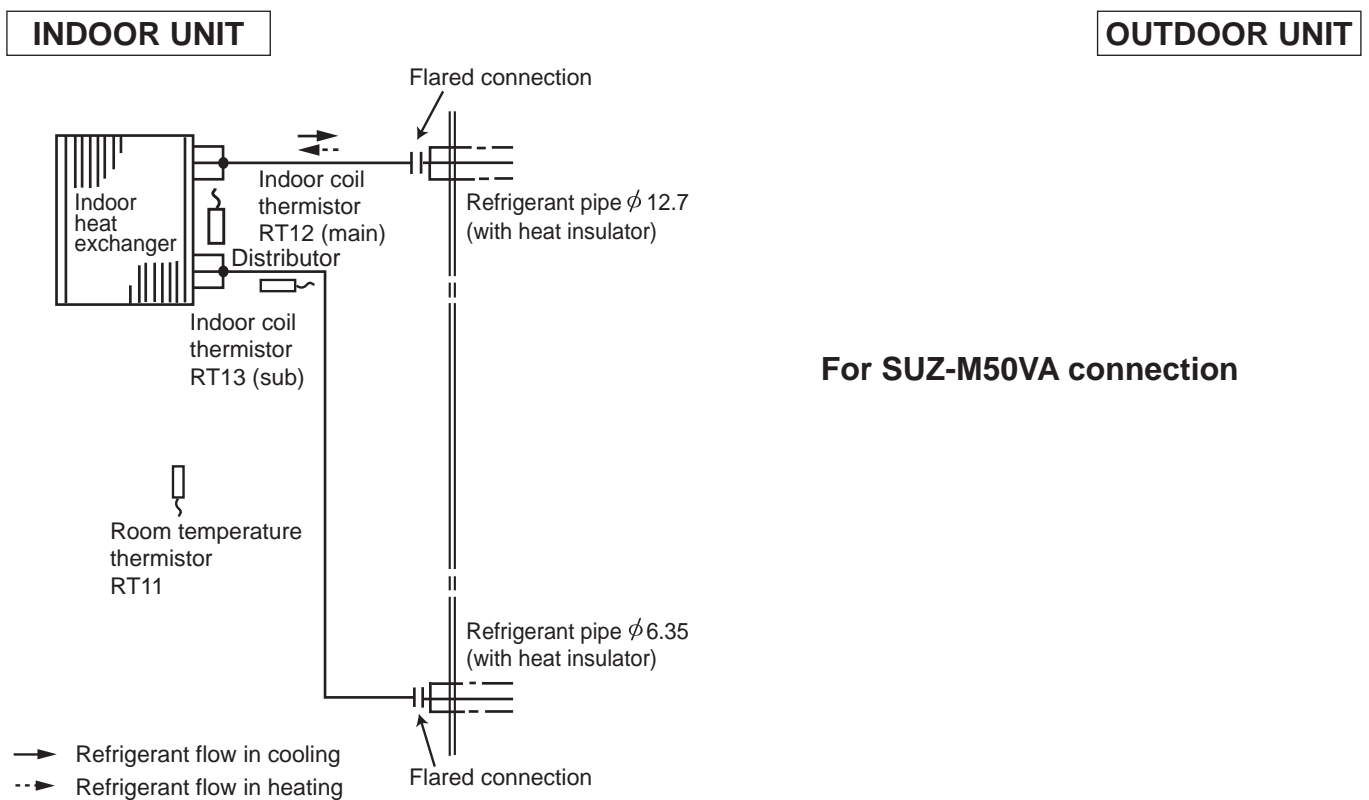 INDOOR UNIT
OUTDOOR UNIT
Flared connection
Indoor
heat
exchanger
Indoor coil
thermistor
RT12 (main)
Refrigerant pipe ϕ 12.7
(with heat insulator)
Distributor
Indoor coil
thermistor
RT13 (sub)
For SUZ-M50VA connection
Room temperature
thermistor
RT11
Refrigerant pipe ϕ 6.35
(with heat insulator)
Refrigerant flow in cooling
Refrigerant flow in heating
Flared connection